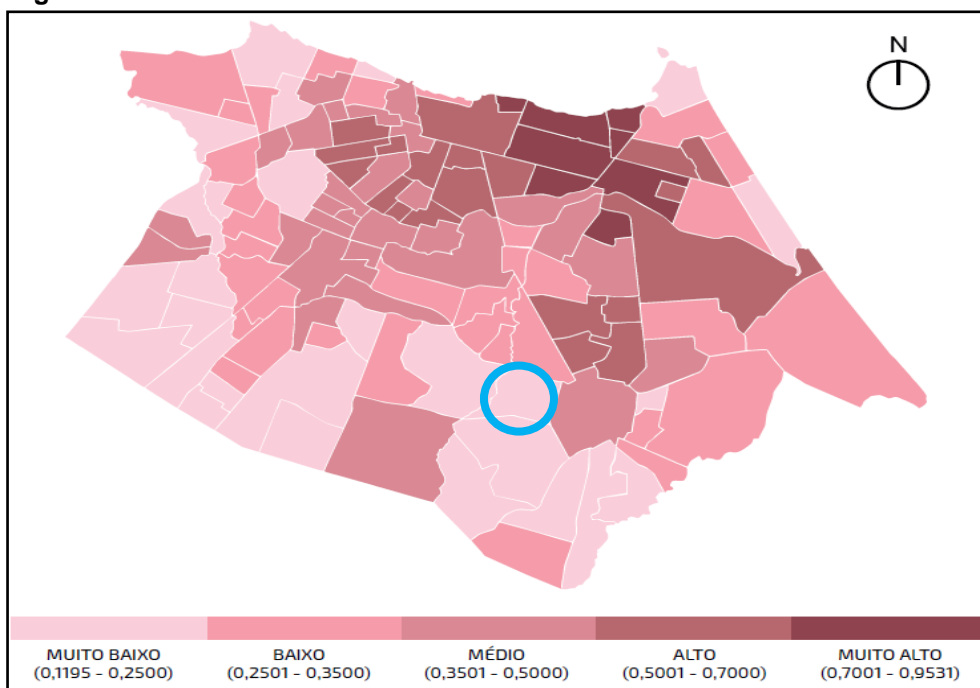 N
MUITO BAIXO
(0,1195 - 0,2500)
BAIXO
(0,2501 - 0,3500)
MÉDIO
(0,3501 - 0,5000)
ALTO
(0,5001 - 0,7000)
MUITO ALTO
(0,7001 - 0,9531)